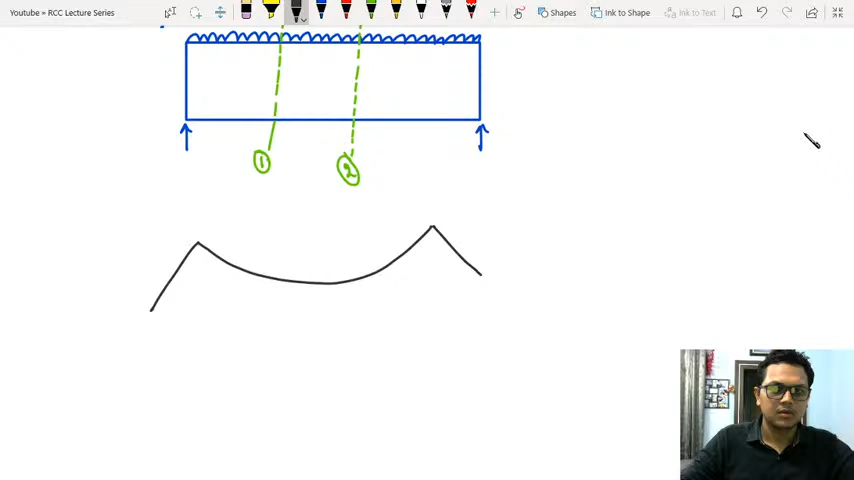 Youtube » RCC Lecture Series
Shapes
Ink to Shape
Ink to Text
1
2